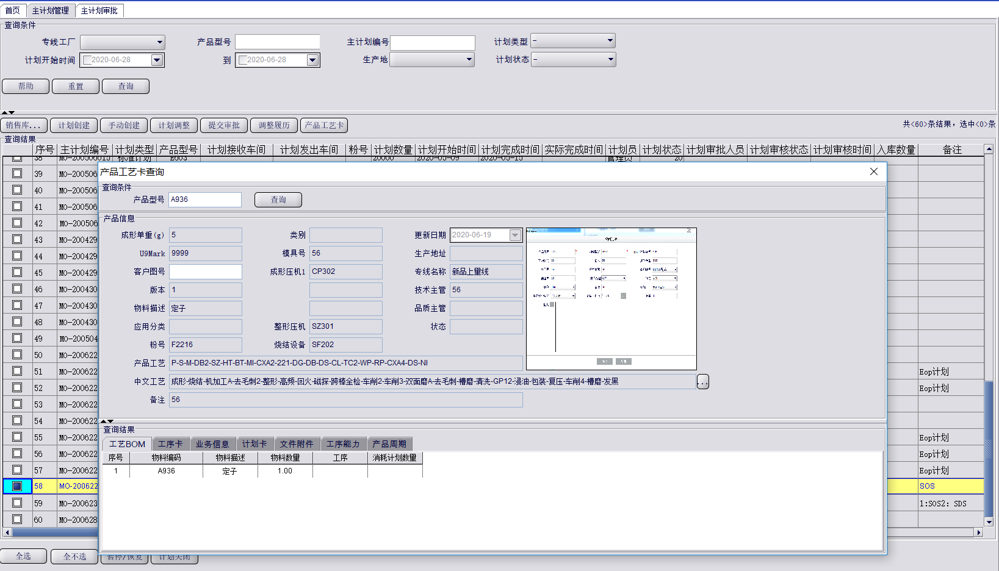 首页 主计划管理 主计划审批
查询条件
专线工厂 产品型号 主计划编号 计划类型 -
计划开始时间 2020-06-28 到 2020-06-28 生产地 计划状态 -
帮助 重置 查询
销售库... 计划创建 手动创建 计划调整 提交审批 调整履历 产品工艺卡 共<60>条结果，选中<0>条
查询结果
序号 主计划编号 计划类型 产品型号 计划接收车间 计划发出车间 粉号 计划数量 计划开始时间 计划完成时间 实际完成时间 计划员 计划状态 计划审批人员 计划审核状态 计划审核时间 入库数量 备注
38 MO-200506015 标准计划 E603 20000 2020-05-09 2020-05-15 管理员 20
39 MO-200506
40 MO-200506
41 MO-200506
42 MO-200506
43 MO-200429
44 MO-200429
45 MO-200429
46 MO-200430
47 MO-200430
48 MO-200430
49 MO-200504
50 MO-200622
51 MO-200622 Eop计划
52 MO-200622 Eop计划
53 MO-200622
54 MO-200622
55 MO-200622 Eop计划
56 MO-200622 Eop计划
57 MO-200622 Eop计划
58 MO-200622 SOS
59 MO-200623 1:SOS2: SDS
60 MO-200628
全选 全不选 暂停/恢复 计划关闭
产品工艺卡查询
查询条件
产品型号 A936 查询
产品信息
成形单重(g) 5 类别 更新日期 2020-06-19
U9Mark 9999 模具号 56 生产地址
客户图号 成形压机1 CP302 专线名称 新品上量线
版本 1 技术主管 56
物料描述 定子 品质主管
应用分类 整形压机 SZ301 状态
粉号 F2216 烧结设备 SF202
产品工艺 P-S-M-DB2-SZ-HT-BT-MI-CXA2-221-DG-DB-DS-CL-TC2-WP-RP-CXA4-DS-NI
中文工艺 成形-烧结-机加工A-去毛刺2-整形-高频-回火-磁探-跨棒全检-车削2-车削3-双面磨A-去毛刺-槽磨-清洗-GP12-浸油-包装-复压-车削4-槽磨-发黑 ...
备注 56
查询结果
工艺BOM 工序卡 业务信息 计划卡 文件附件 工序能力 产品周期
序号 物料编码 物料描述 物料数量 工序 消耗计划数量
1 A936 定子 1.00